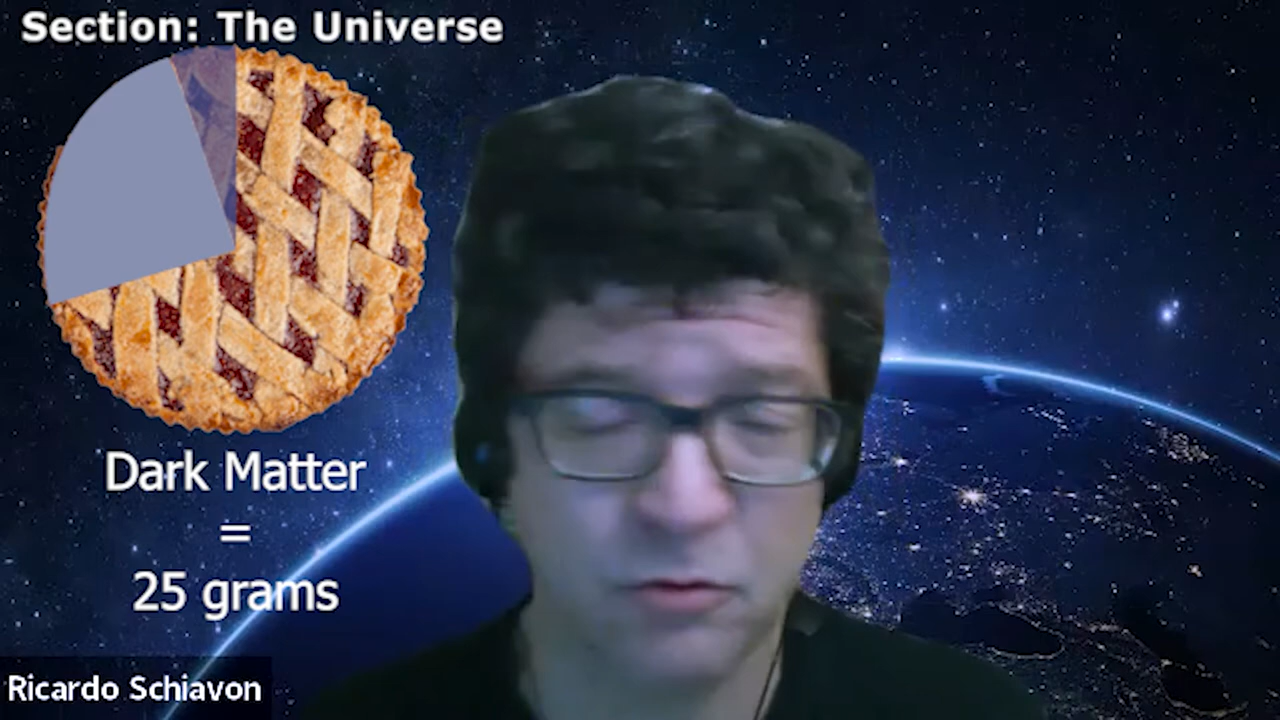 Section: The Universe
Dark Matter
=
25 grams
Ricardo Schiavon